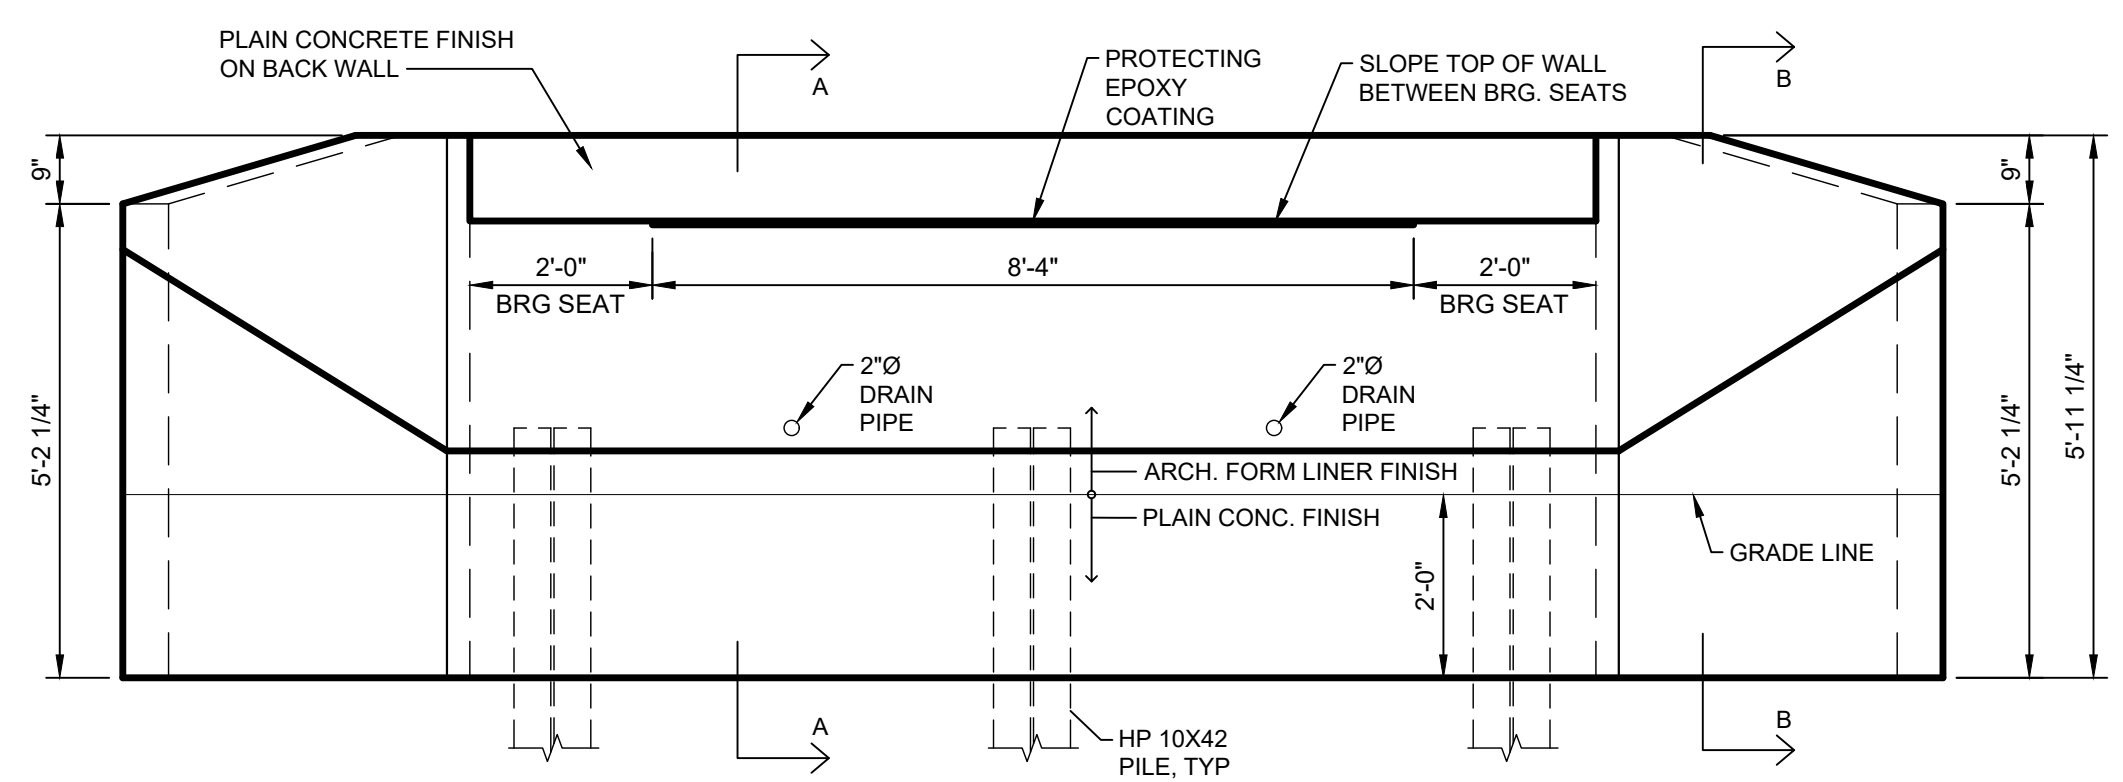 PLAIN CONCRETE FINISH
ON BACK WALL
A
PROTECTING
EPOXY
COATING
SLOPE TOP OF WALL
BETWEEN BRG. SEATS
B
9"
9"
2'-0"
BRG SEAT
8'-4"
2'-0"
BRG SEAT
2"Ø
DRAIN
PIPE
2"Ø
DRAIN
PIPE
5'-2 1/4"
5'-2 1/4"
5'-11 1/4"
ARCH. FORM LINER FINISH
PLAIN CONC. FINISH
2'-0"
GRADE LINE
A
HP 10X42
PILE, TYP
B